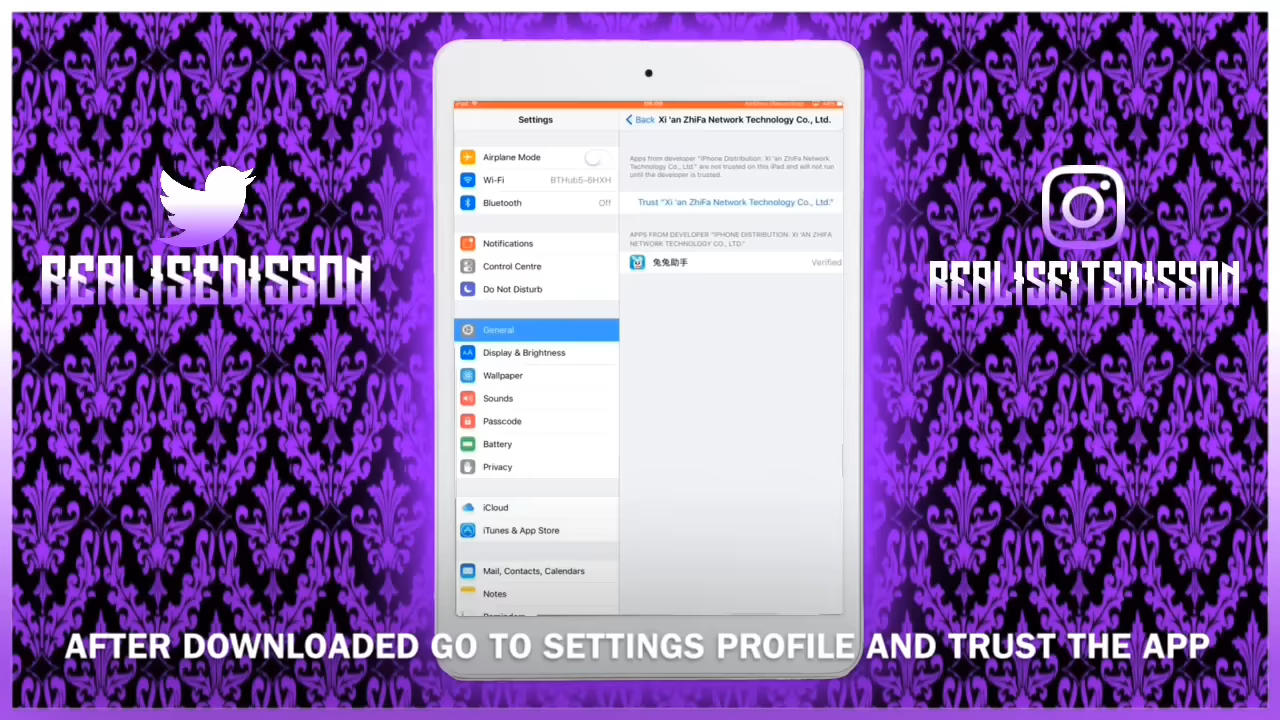 Settings
Back Xi 'an ZhiFa Network Technology Co., Ltd.
Airplane Mode
Wi-Fi BTHub5-6HXH
Bluetooth Off
Notifications
Control Centre
Do Not Disturb
General
Display & Brightness
Wallpaper
Sounds
Passcode
Battery
Privacy
iCloud
iTunes & App Store
Mail, Contacts, Calendars
Notes
Reminders
Apps from developer "iPhone Distribution: Xi 'an ZhiFa Network
Technology Co., Ltd." are not trusted on this iPad and will not run
until the developer is trusted.
Trust "Xi 'an ZhiFa Network Technology Co., Ltd."
APPS FROM DEVELOPER "IPHONE DISTRIBUTION: XI 'AN ZHIFA
NETWORK TECHNOLOGY CO., LTD."
兔兔助手 Verified
REALISEDISSON
REALISEITSDISSON
AFTER DOWNLOADED GO TO SETTINGS PROFILE AND TRUST THE APP